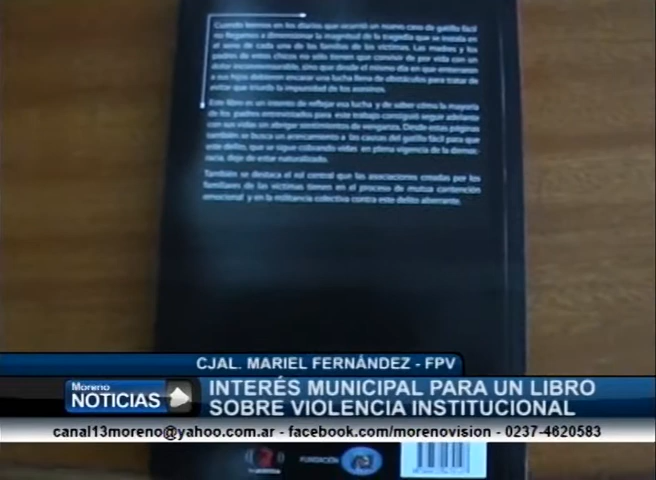 Cuando leemos en los diarios que ocurrió un nuevo caso de gatillo fácil
no llegamos a dimensionar la magnitud de la tragedia que se instala en
el seno de cada una de las familias de las víctimas. Las madres y los
padres de estos chicos no sólo tienen que convivir de por vida con un
dolor inconmensurable, sino que desde el mismo día en que enterraron
a sus hijos debieron encarar una lucha llena de obstáculos para tratar de
evitar que triunfe la impunidad de los asesinos.
Este libro es un intento de reflejar esa lucha y de saber cómo la mayoría
de los padres entrevistados para este trabajo consiguió seguir adelante
con sus vidas sin abrigar sentimientos de venganza. Desde estas páginas
también se busca un acercamiento a las causas del gatillo fácil para que
este delito, que se sigue cobrando vidas en plena vigencia de la democ-
racia, deje de estar naturalizado.
También se destaca el rol central que las asociaciones creadas por los
familiares de las víctimas tienen en el proceso de mutua contención
emocional y en la militancia colectiva contra este delito aberrante.
CJAL. MARIEL FERNÁNDEZ - FPV
Moreno
NOTICIAS
INTERÉS MUNICIPAL PARA UN LIBRO
SOBRE VIOLENCIA INSTITUCIONAL
canal13moreno@yahoo.com.ar - facebook.com/morenovision - 0237-4620583
FUNDACIÓN